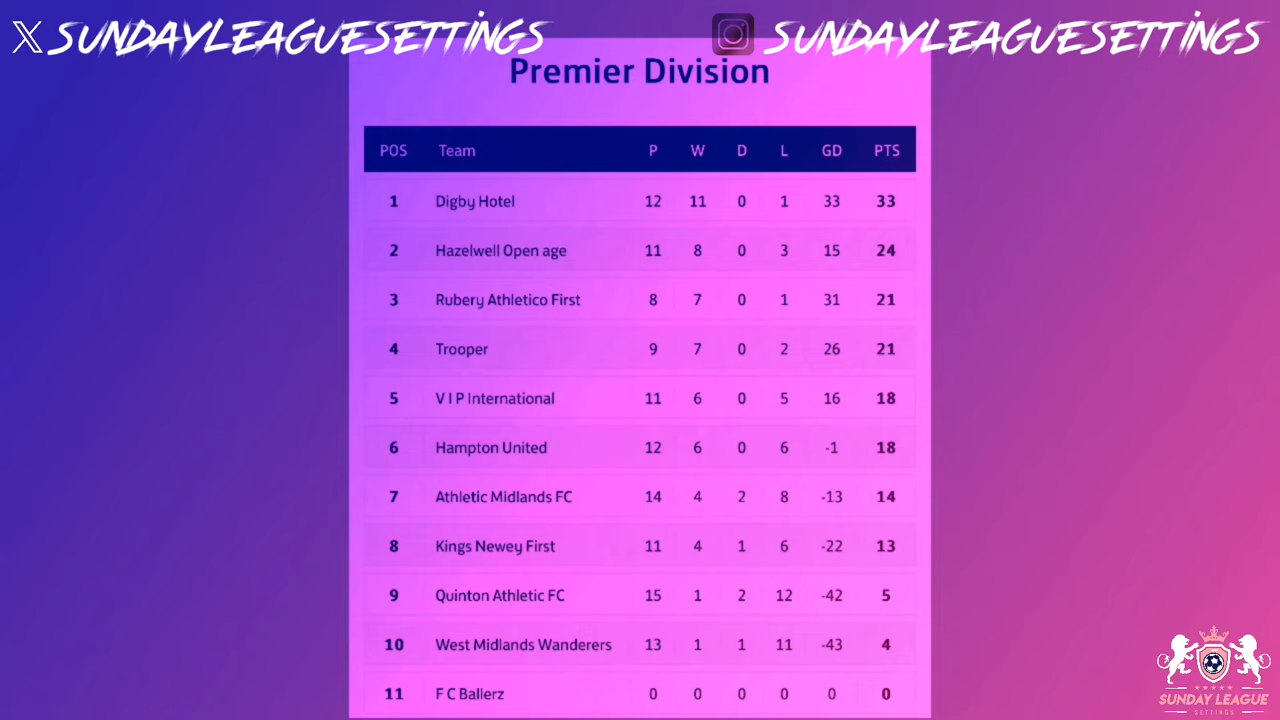 SUNDAYLEAGUESETTINGS SUNDAYLEAGUESETTINGS
Premier Division
POS Team P W D L GD PTS
1 Digby Hotel 12 11 0 1 33 33
2 Hazelwell Open age 11 8 0 3 15 24
3 Rubery Athletico First 8 7 0 1 31 21
4 Trooper 9 7 0 2 26 21
5 V I P International 11 6 0 5 16 18
6 Hampton United 12 6 0 6 -1 18
7 Athletic Midlands FC 14 4 2 8 -13 14
8 Kings Newey First 11 4 1 6 -22 13
9 Quinton Athletic FC 15 1 2 12 -42 5
10 West Midlands Wanderers 13 1 1 11 -43 4
11 F C Ballerz 0 0 0 0 0 0
SUNDAY LEAGUE
SETTINGS